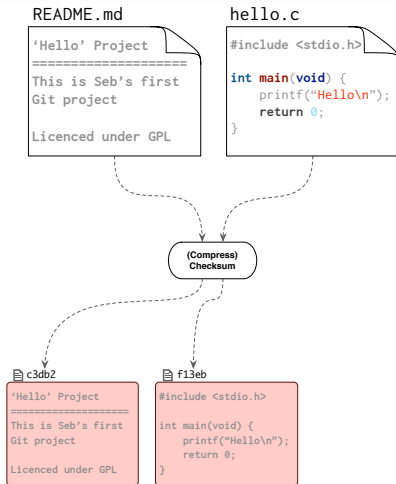 README.md
‘Hello’ Project
====================
This is Seb’s first
Git project
Licenced under GPL
hello.c
#include <stdio.h>
int main(void) {
    printf(“Hello\n”);
    return 0;
}
(Compress)
Checksum
c3db2
‘Hello’ Project
====================
This is Seb’s first
Git project
Licenced under GPL
f13eb
#include <stdio.h>
int main(void) {
    printf(“Hello\n”);
    return 0;
}